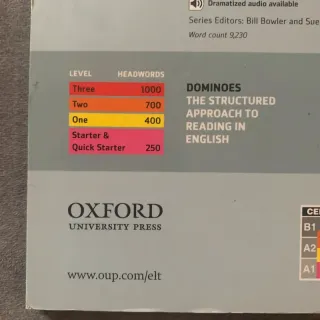 Dramatized audio available
Series Editors: Bill Bowler and Sue
Word count 9,230
LEVEL HEADWORDS
Three 1000
Two 700
One 400
Starter &
Quick Starter 250
DOMINOES
THE STRUCTURED
APPROACH TO
READING IN
ENGLISH
OXFORD
UNIVERSITY PRESS
www.oup.com/elt
B1
A2
A1